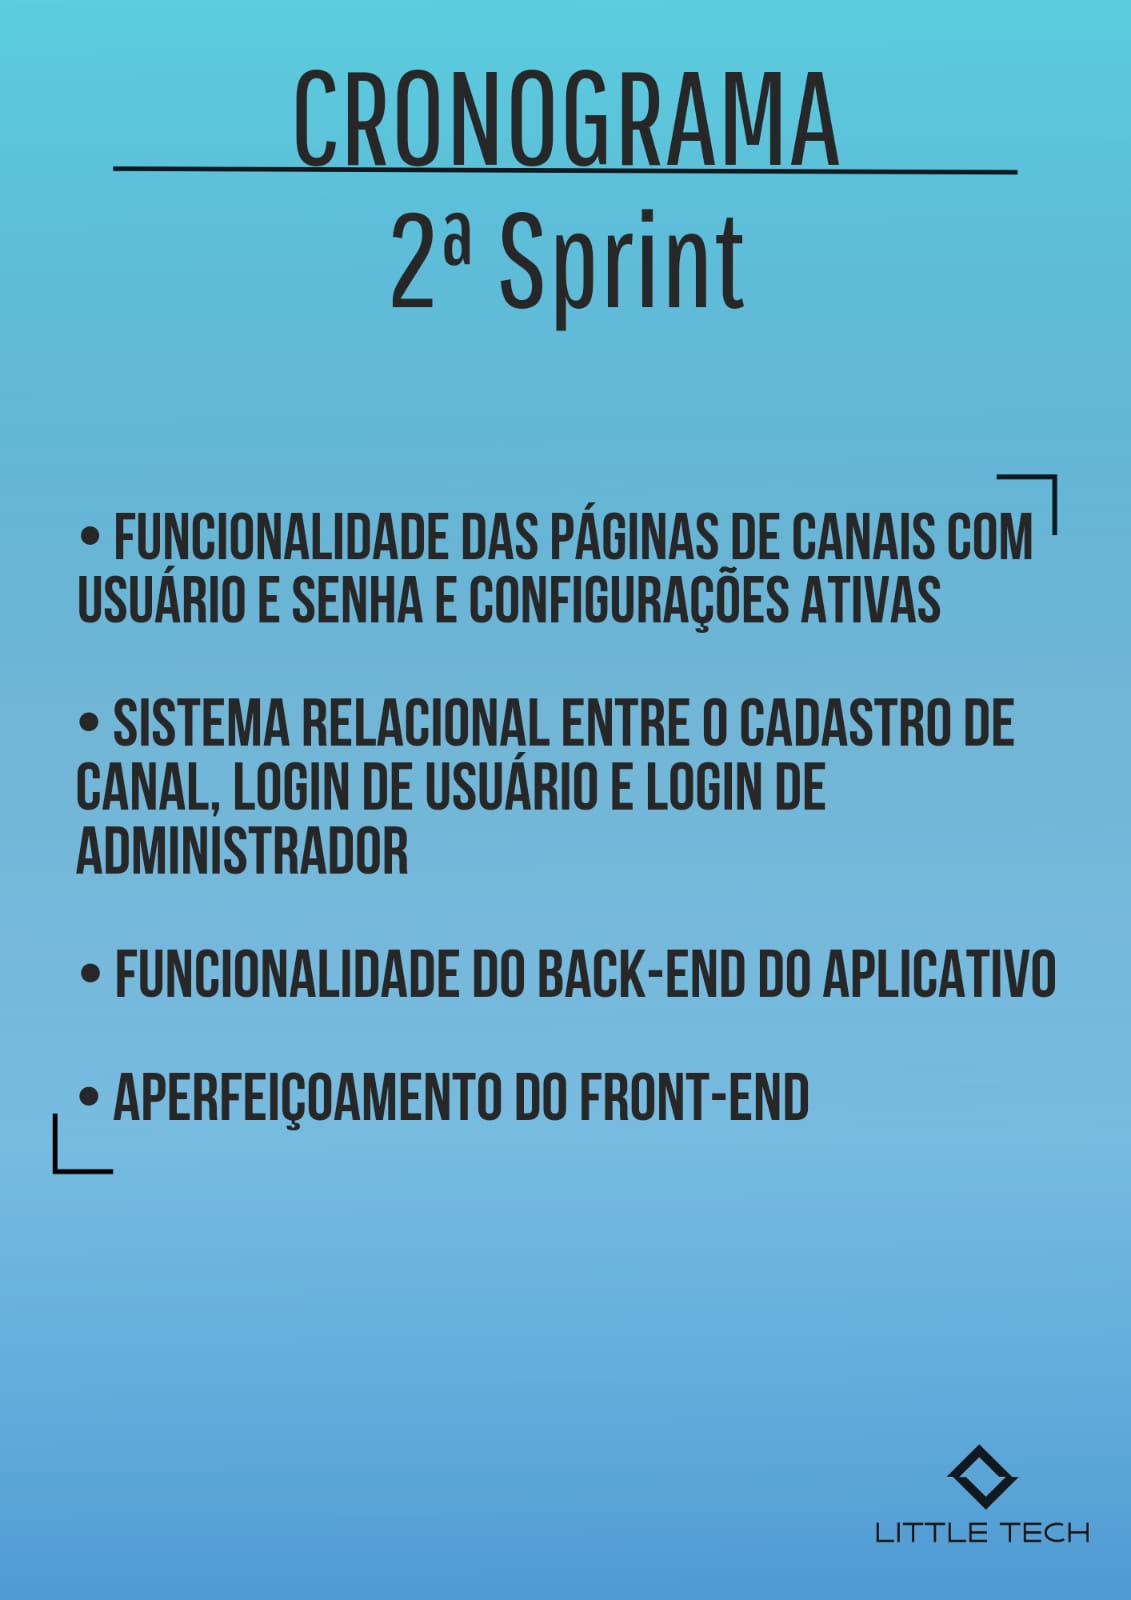 CRONOGRAMA
2ª Sprint
• FUNCIONALIDADE DAS PÁGINAS DE CANAIS COM
USUÁRIO E SENHA E CONFIGURAÇÕES ATIVAS
• SISTEMA RELACIONAL ENTRE O CADASTRO DE
CANAL, LOGIN DE USUÁRIO E LOGIN DE
ADMINISTRADOR
• FUNCIONALIDADE DO BACK-END DO APLICATIVO
• APERFEIÇOAMENTO DO FRONT-END
LITTLE TECH